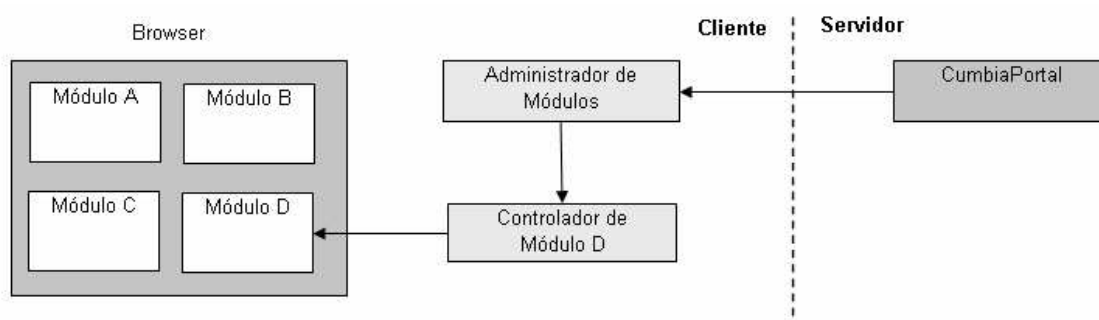 Browser
Cliente
Servidor
Módulo A
Módulo B
Administrador de
Módulos
CumbiaPortal
Módulo C
Módulo D
Controlador de
Módulo D